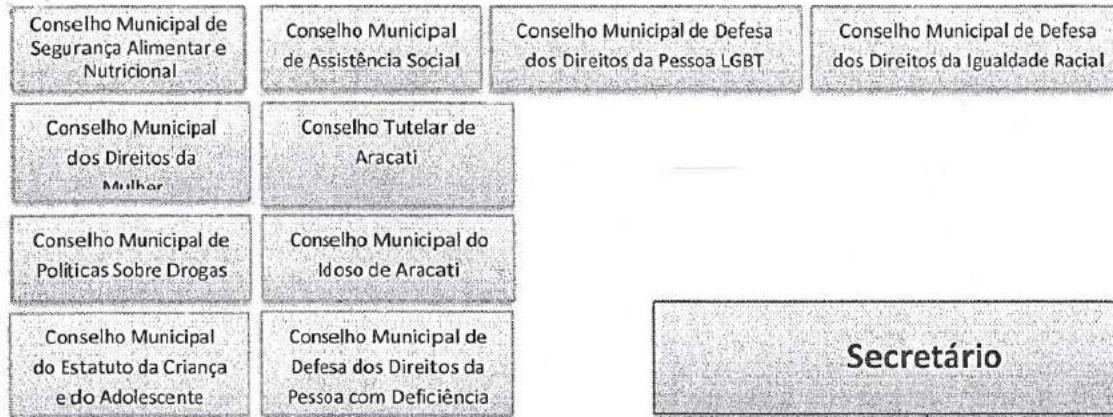 Conselho Municipal de
Segurança Alimentar e
Nutricional
Conselho Municipal
de Assistência Social
Conselho Municipal de Defesa
dos Direitos da Pessoa LGBT
Conselho Municipal de Defesa
dos Direitos da Igualdade Racial
Conselho Municipal
dos Direitos da
Mulher
Conselho Tutelar de
Aracati
Conselho Municipal de
Políticas Sobre Drogas
Conselho Municipal do
Idoso de Aracati
Conselho Municipal
do Estatuto da Criança
e do Adolescente
Conselho Municipal de
Defesa dos Direitos da
Pessoa com Deficiência
Secretário